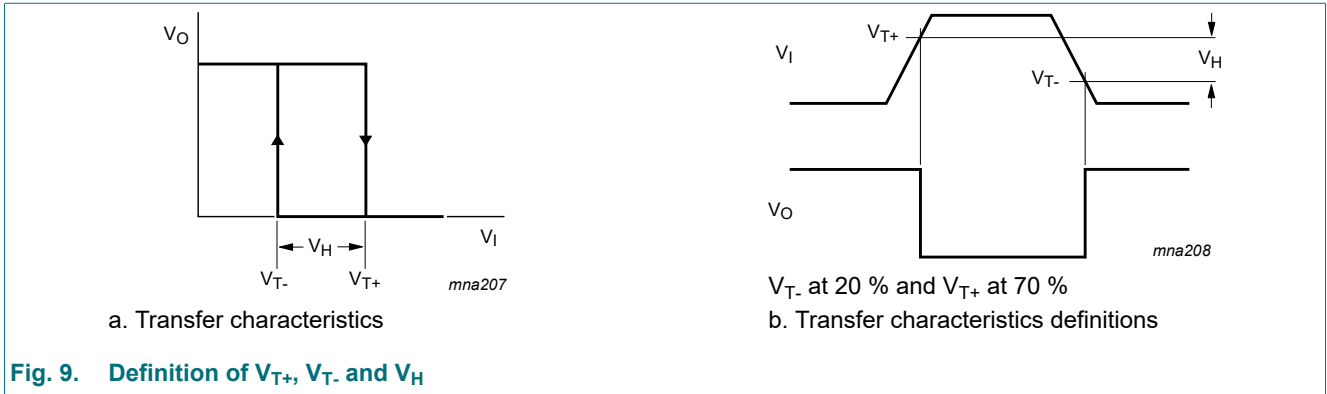 V_O
V_H
V_I
V_T-
V_T+
mna207
a. Transfer characteristics
V_I
V_T+
V_T-
V_H
V_O
mna208
V_T- at 20 % and V_T+ at 70 %
b. Transfer characteristics definitions
Fig. 9. Definition of V_T+, V_T- and V_H